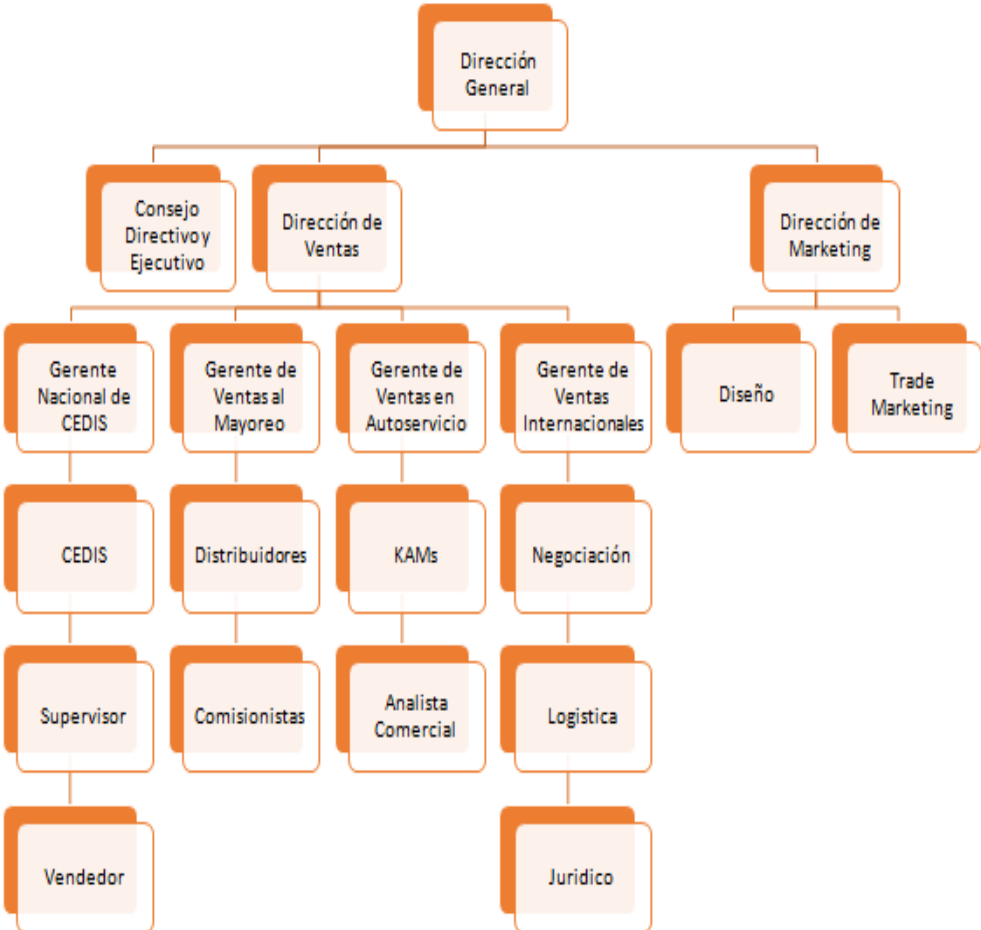 Dirección
General
Consejo
Directivo y
Ejecutivo
Dirección de
Ventas
Dirección de
Marketing
Gerente
Nacional de
CEDIS
Gerente de
Ventas al
Mayoreo
Gerente de
Ventas en
Autoservicio
Gerente de
Ventas
Internacionales
Diseño
Trade
Marketing
CEDIS
Distribuidores
KAMs
Negociación
Supervisor
Comisionistas
Analista
Comercial
Logistica
Vendedor
Juridico